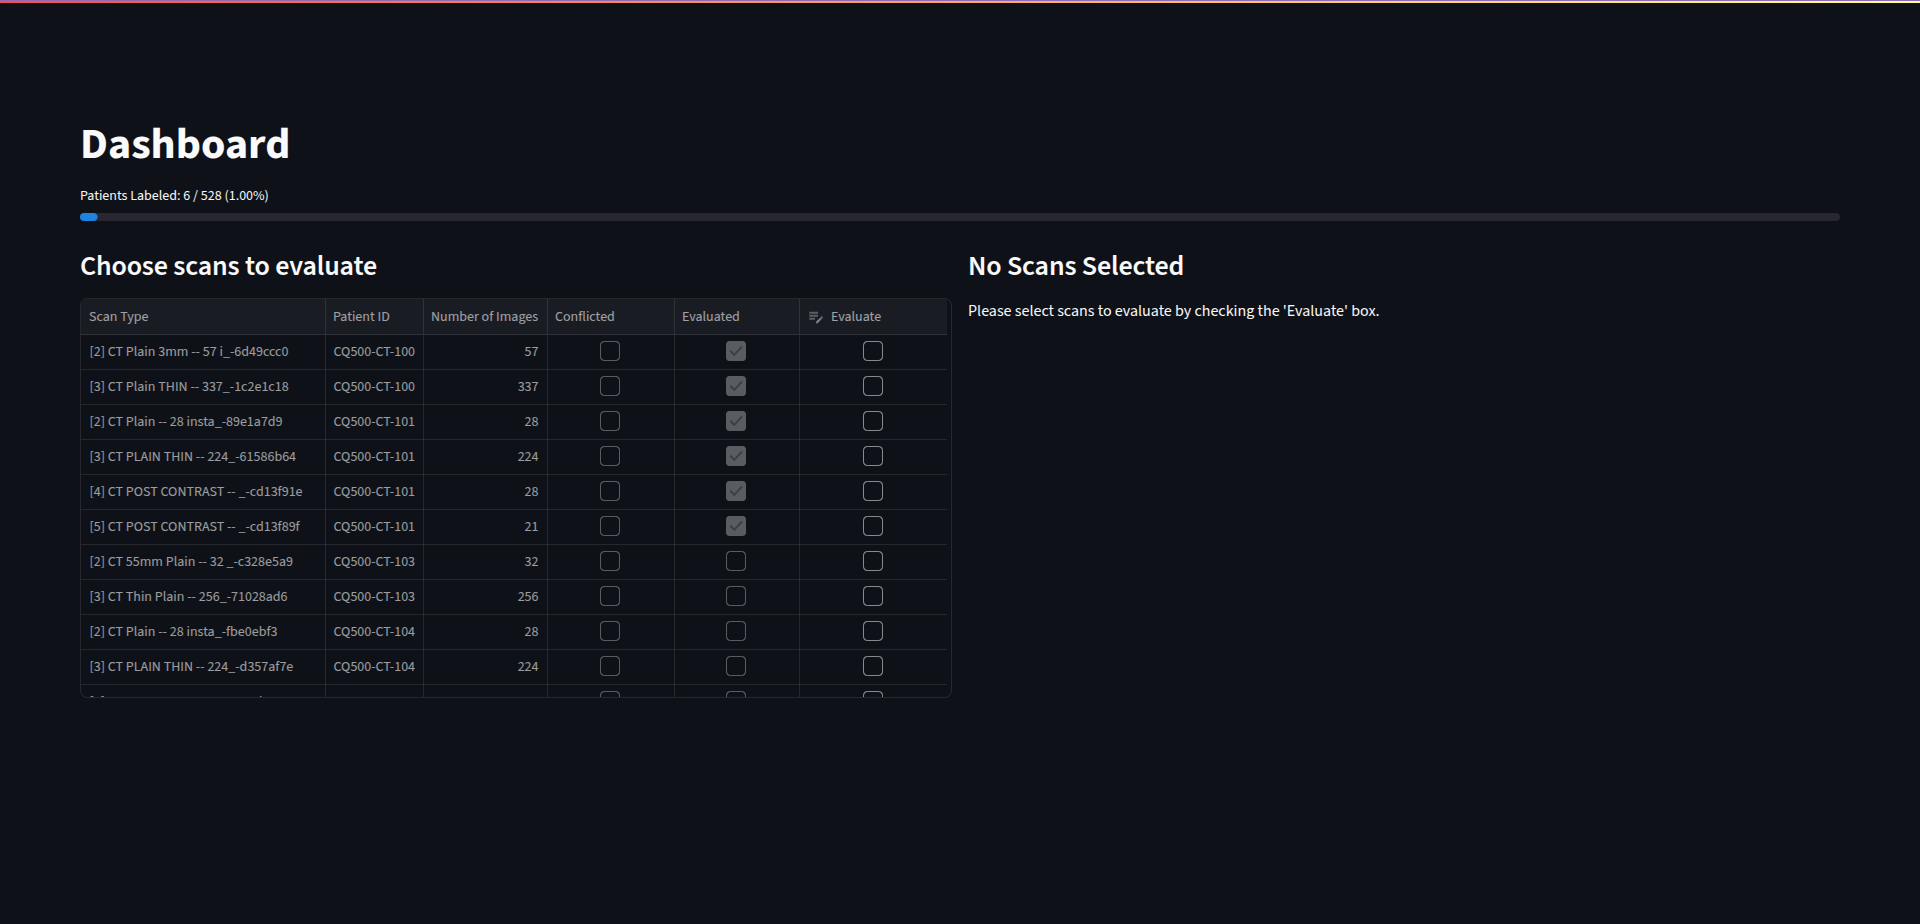 Dashboard
Patients Labeled: 6 / 528 (1.00%)
Choose scans to evaluate
Scan Type Patient ID Number of Images Conflicted Evaluated Evaluate
[2] CT Plain 3mm -- 57 i_-6d49ccc0 CQ500-CT-100 57
[3] CT Plain THIN -- 337_-1c2e1c18 CQ500-CT-100 337
[2] CT Plain -- 28 insta_-89e1a7d9 CQ500-CT-101 28
[3] CT PLAIN THIN -- 224_-61586b64 CQ500-CT-101 224
[4] CT POST CONTRAST -- _-cd13f91e CQ500-CT-101 28
[5] CT POST CONTRAST -- _-cd13f89f CQ500-CT-101 21
[2] CT 55mm Plain -- 32 _-c328e5a9 CQ500-CT-103 32
[3] CT Thin Plain -- 256_-71028ad6 CQ500-CT-103 256
[2] CT Plain -- 28 insta_-fbe0ebf3 CQ500-CT-104 28
[3] CT PLAIN THIN -- 224_-d357af7e CQ500-CT-104 224
No Scans Selected
Please select scans to evaluate by checking the 'Evaluate' box.